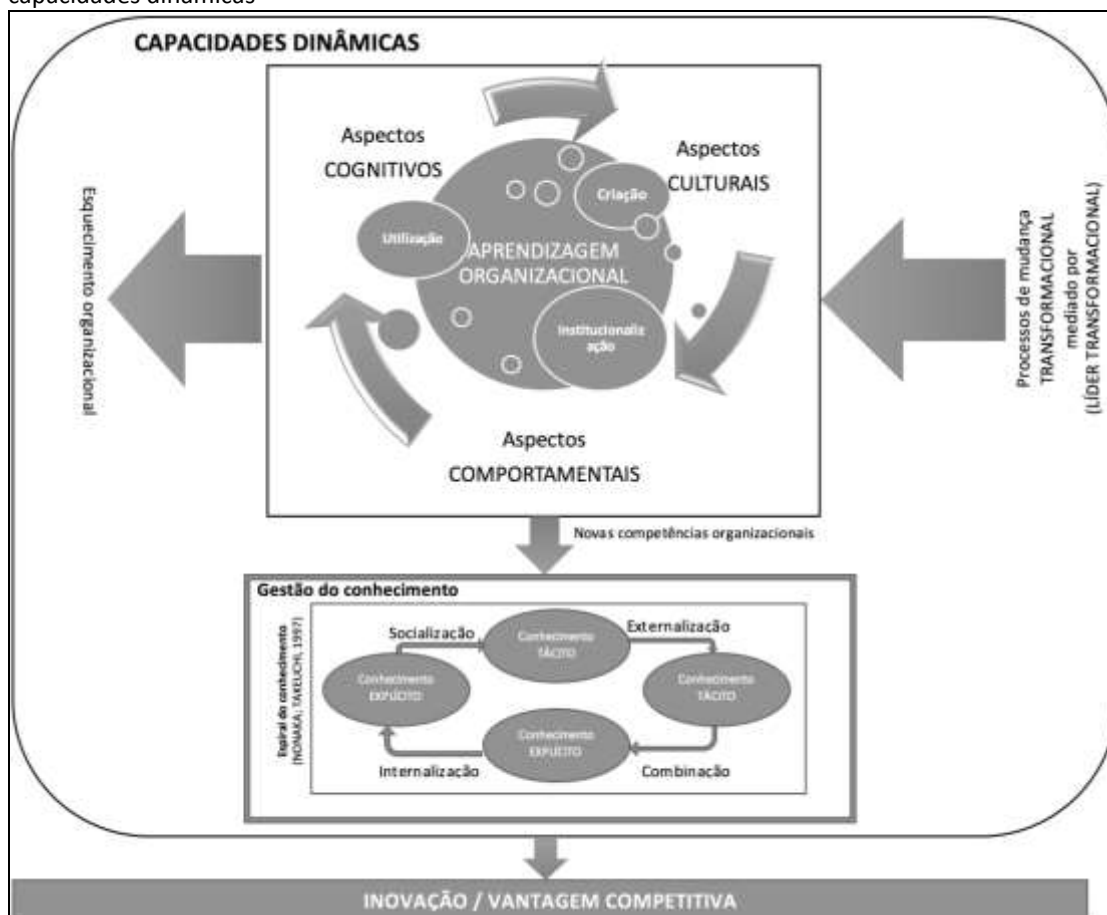 capacidades dinâmicas
CAPACIDADES DINÂMICAS
Aspectos
COGNITIVOS
Aspectos
CULTURAIS
Criação
Utilização
APRENDIZAGEM
ORGANIZACIONAL
Institucionaliz
ação
Aspectos
COMPORTAMENTAIS
Esquecimento organizacional
Processos de mudança
TRANSFORMACIONAL
mediado por
(LÍDER TRANSFORMACIONAL)
Novas competências organizacionais
Gestão do conhecimento
Espiral do conhecimento
(NONAKA; TAKEUCHI, 1997)
Socialização
Conhecimento
TÁCITO
Externalização
Conhecimento
EXPLÍCITO
Conhecimento
TÁCITO
Conhecimento
EXPLÍCITO
Internalização
Combinação
INOVAÇÃO / VANTAGEM COMPETITIVA